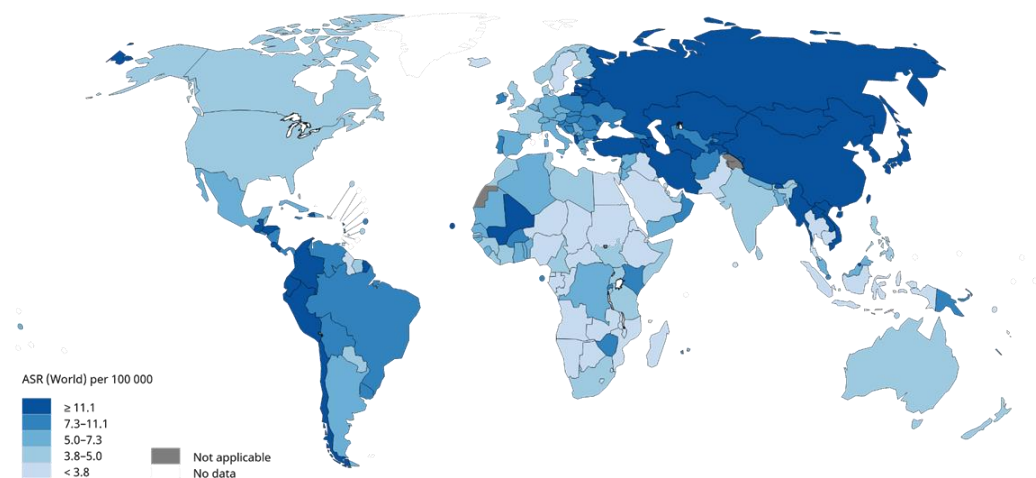 ASR (World) per 100 000
≥ 11.1
7.3–11.1
5.0–7.3
3.8–5.0
< 3.8
Not applicable
No data